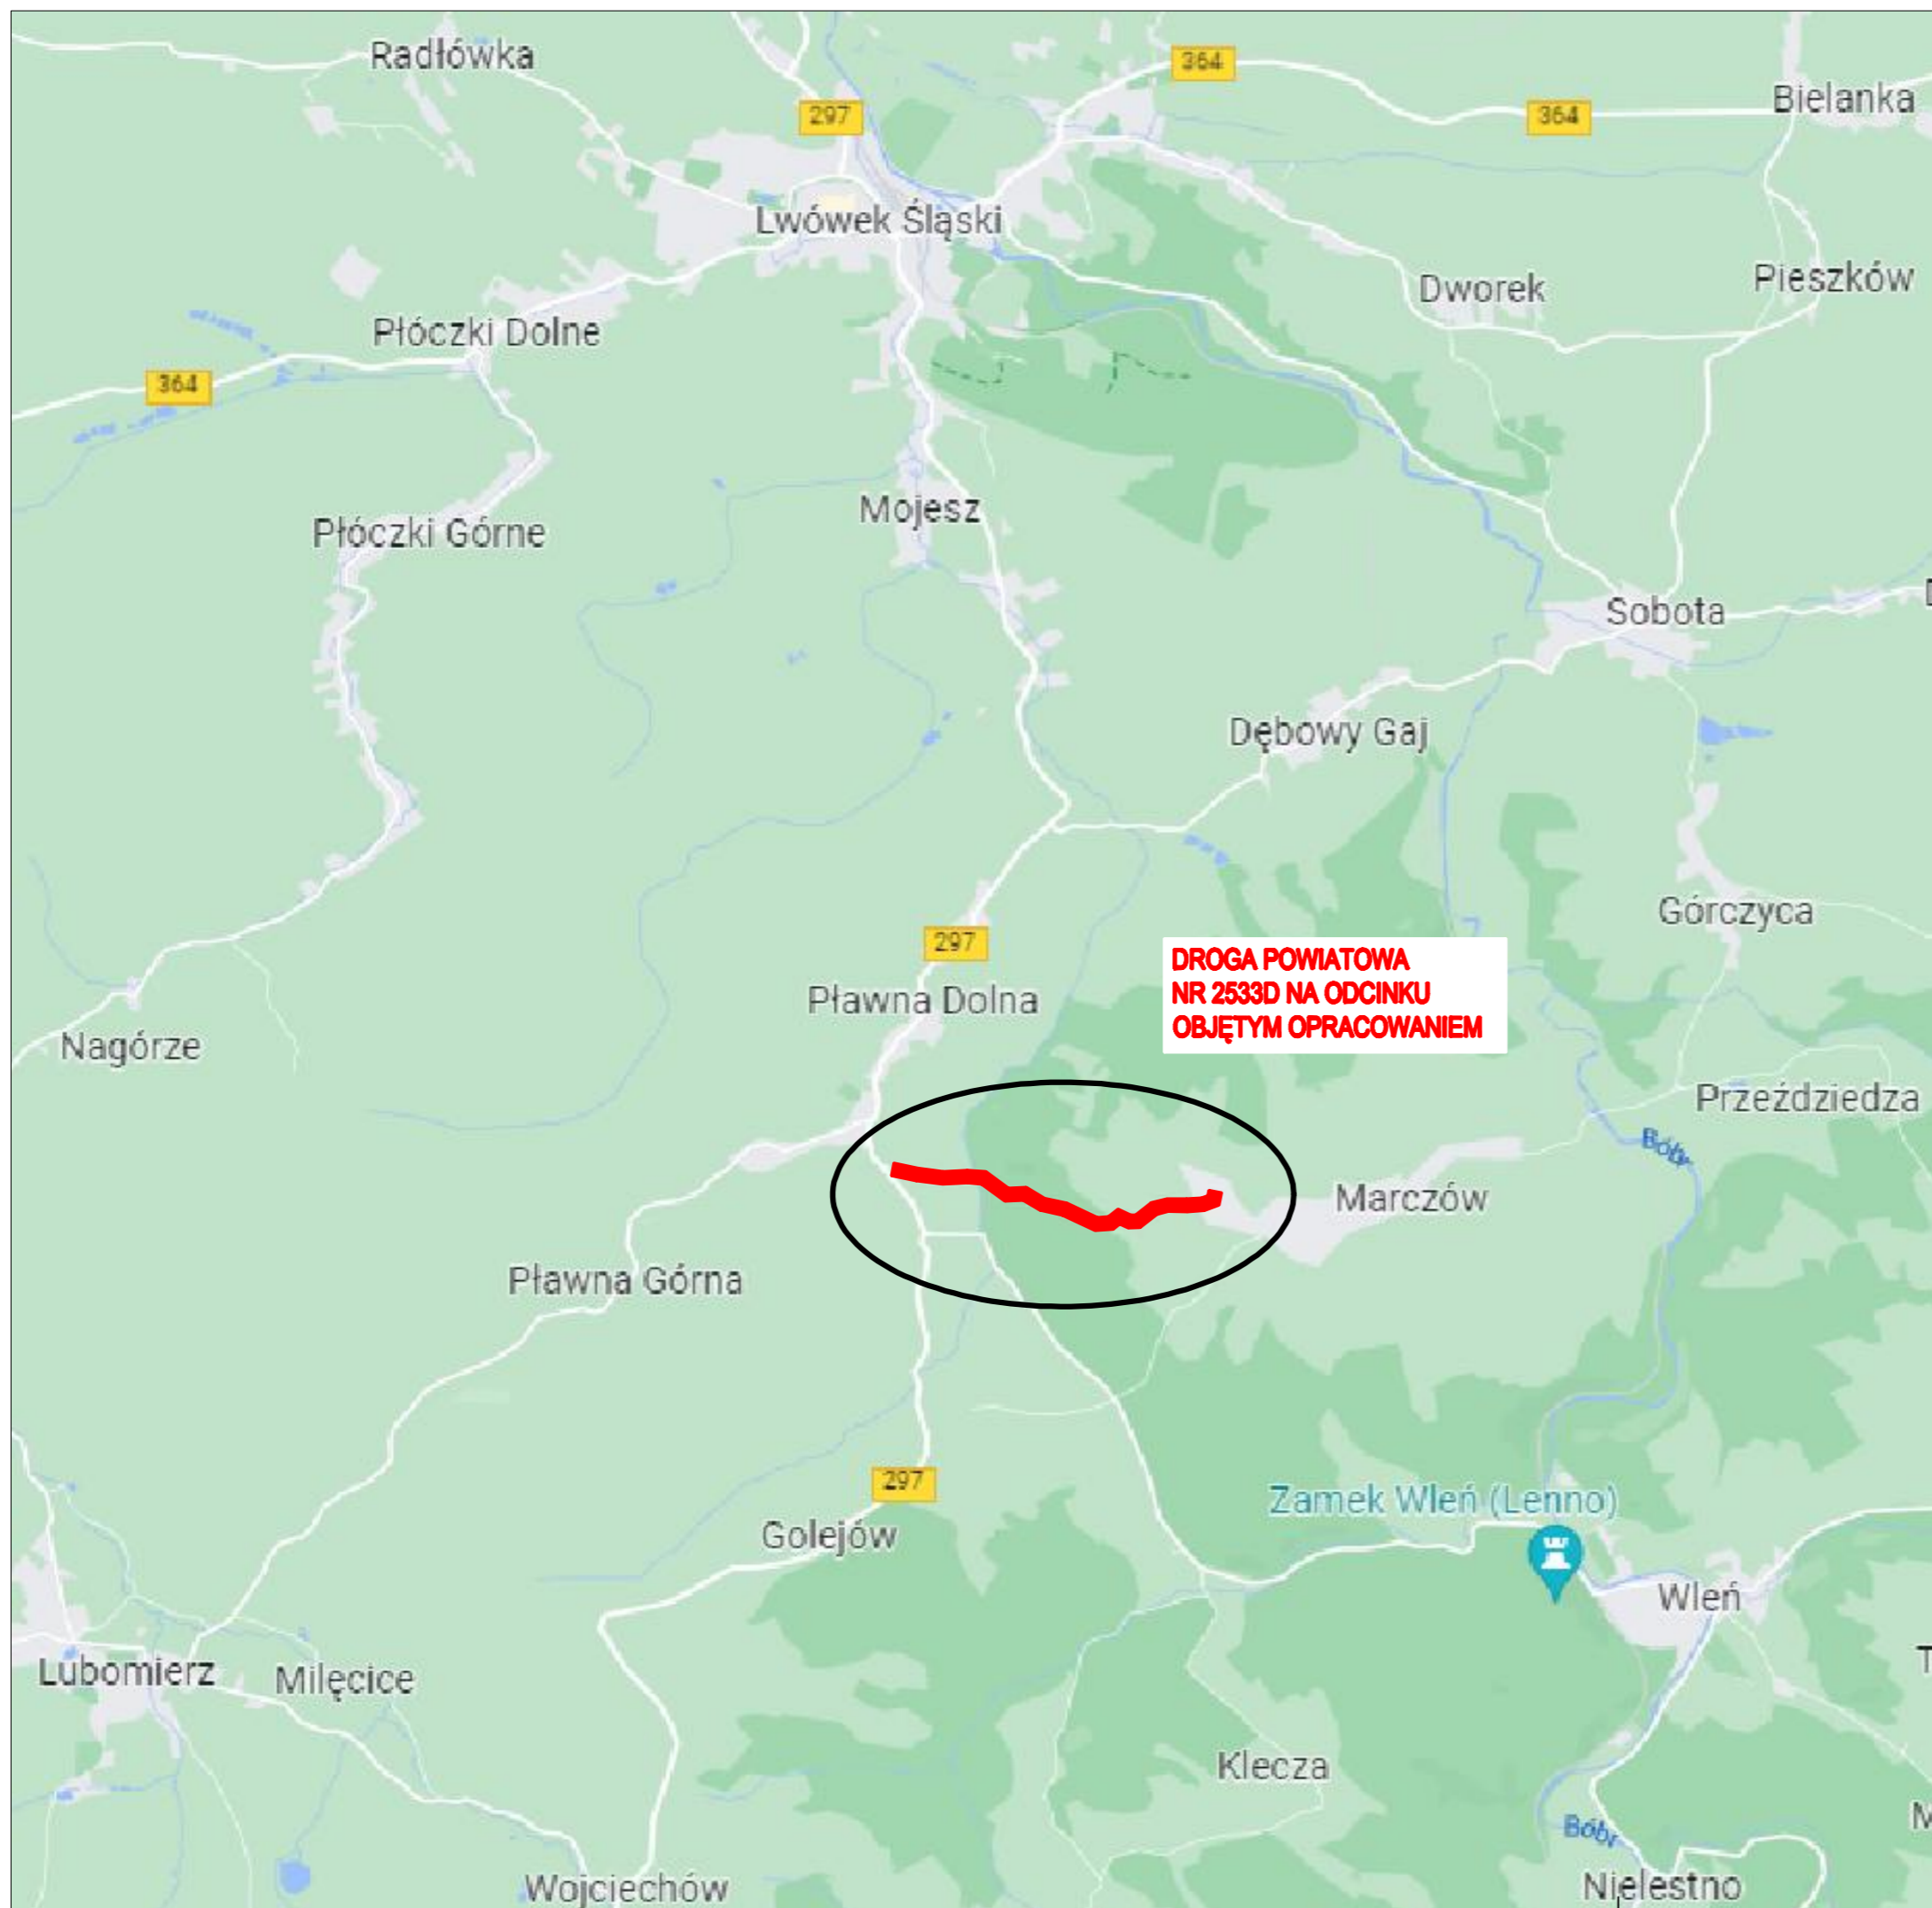 Radłówka
364
297
364
Bielanka
Lwówek Śląski
Dworek
Pieszków
Płóczki Dolne
364
Mojesz
Płóczki Górne
Sobota
Dębowy Gaj
Górczyca
297
DROGA POWIATOWA
NR 2533D NA ODCINKU
OBJĘTYM OPRACOWANIEM
Pławna Dolna
Nagórze
Przeździedza
Bóbr
Marczów
Pławna Górna
297
Zamek Wleń (Lenno)
Golejów
Wleń
Lubomierz
Milęcice
Klecza
Bóbr
Wojciechów
Nielestno